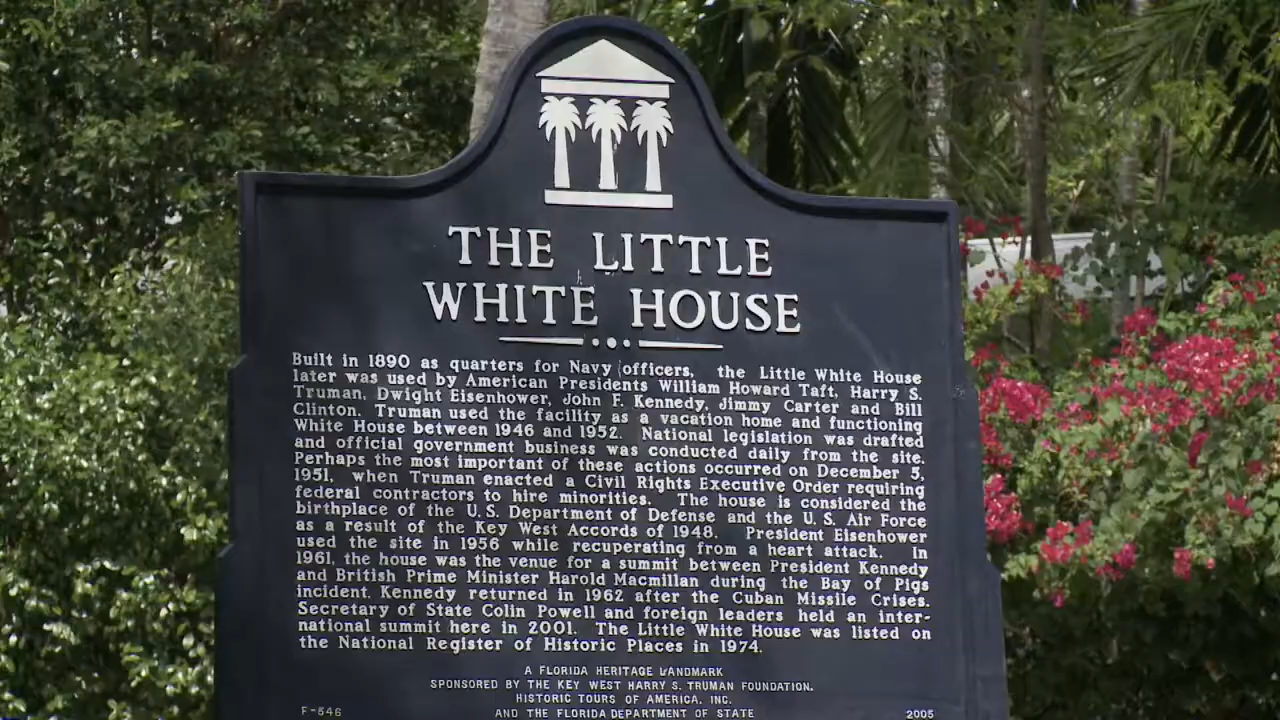 THE LITTLE
WHITE HOUSE
Built in 1890 as quarters for Navy officers, the Little White House
later was used by American Presidents William Howard Taft, Harry S.
Truman, Dwight Eisenhower, John F. Kennedy, Jimmy Carter and Bill
Clinton. Truman used the facility as a vacation home and functioning
White House between 1946 and 1952. National legislation was drafted
and official government business was conducted daily from the site.
Perhaps the most important of these actions occurred on December 5,
1951, when Truman enacted a Civil Rights Executive Order requiring
federal contractors to hire minorities. The house is considered the
birthplace of the U.S. Department of Defense and the U.S. Air Force
as a result of the Key West Accords of 1948. President Eisenhower
used the site in 1956 while recuperating from a heart attack. In
1961, the house was the venue for a summit between President Kennedy
and British Prime Minister Harold Macmillan during the Bay of Pigs
incident. Kennedy returned in 1962 after the Cuban Missile Crises.
Secretary of State Colin Powell and foreign leaders held an inter-
national summit here in 2001. The Little White House was listed on
the National Register of Historic Places in 1974.
A FLORIDA HERITAGE LANDMARK
SPONSORED BY THE KEY WEST HARRY S. TRUMAN FOUNDATION.
HISTORIC TOURS OF AMERICA, INC.
F-546 AND THE FLORIDA DEPARTMENT OF STATE 2005